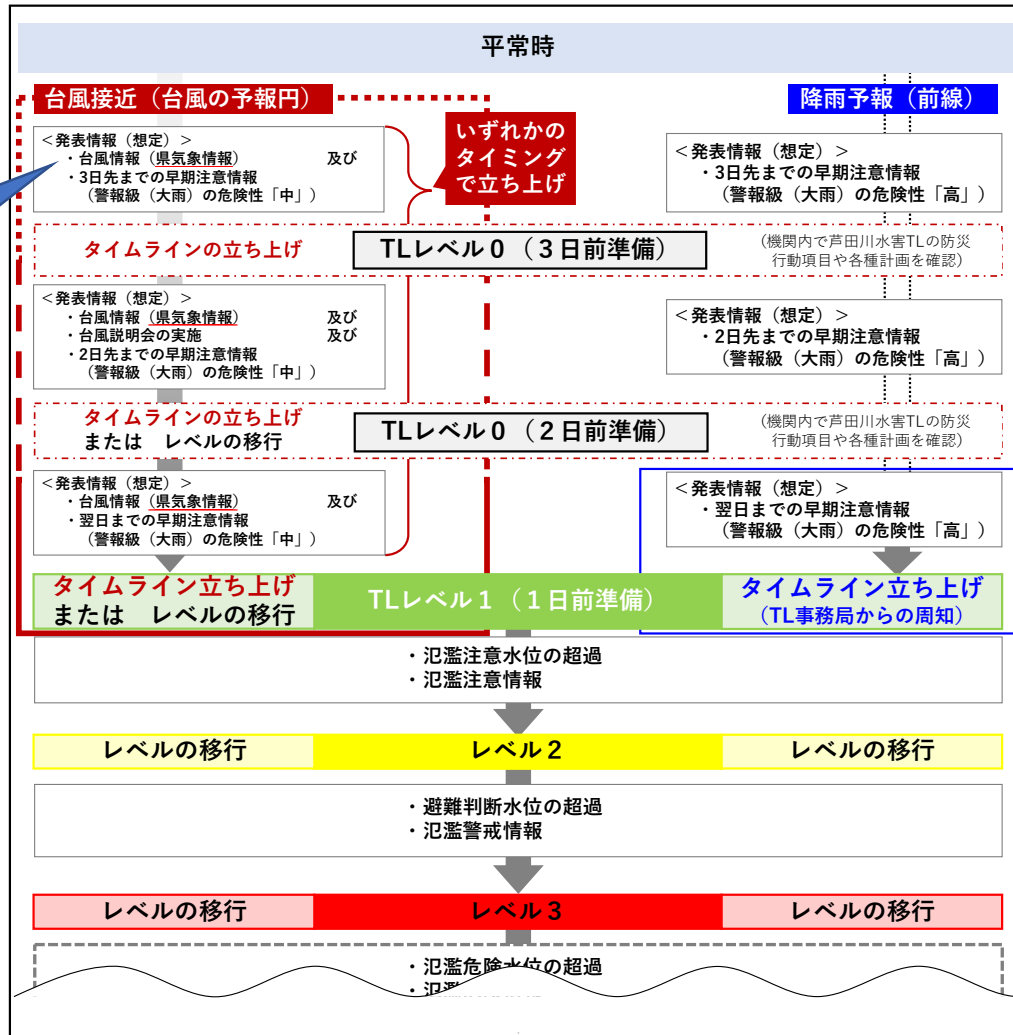 平常時
台風接近（台風の予報円）
降雨予報（前線）
いずれかの
タイミング
で立ち上げ
＜発表情報（想定）＞
・台風情報（県気象情報） 及び
・3日先までの早期注意情報
（警報級（大雨）の危険性「中」）
＜発表情報（想定）＞
・3日先までの早期注意情報
（警報級（大雨）の危険性「高」）
タイムラインの立ち上げ
TLレベル０（３日前準備）
(機関内で芦田川水害TLの防災
行動項目や各種計画を確認)
＜発表情報（想定）＞
・台風情報（県気象情報） 及び
・台風説明会の実施 及び
・2日先までの早期注意情報
（警報級（大雨）の危険性「中」）
＜発表情報（想定）＞
・2日先までの早期注意情報
（警報級（大雨）の危険性「高」）
タイムラインの立ち上げ
または レベルの移行
TLレベル０（２日前準備）
(機関内で芦田川水害TLの防災
行動項目や各種計画を確認)
＜発表情報（想定）＞
・台風情報（県気象情報） 及び
・翌日までの早期注意情報
（警報級（大雨）の危険性「中」）
＜発表情報（想定）＞
・翌日までの早期注意情報
（警報級（大雨）の危険性「高」）
タイムライン立ち上げ
または レベルの移行
TLレベル１（１日前準備）
タイムライン立ち上げ
（TL事務局からの周知）
・氾濫注意水位の超過
・氾濫注意情報
レベルの移行
レベル２
レベルの移行
・避難判断水位の超過
・氾濫警戒情報
レベルの移行
レベル３
レベルの移行
・氾濫危険水位の超過